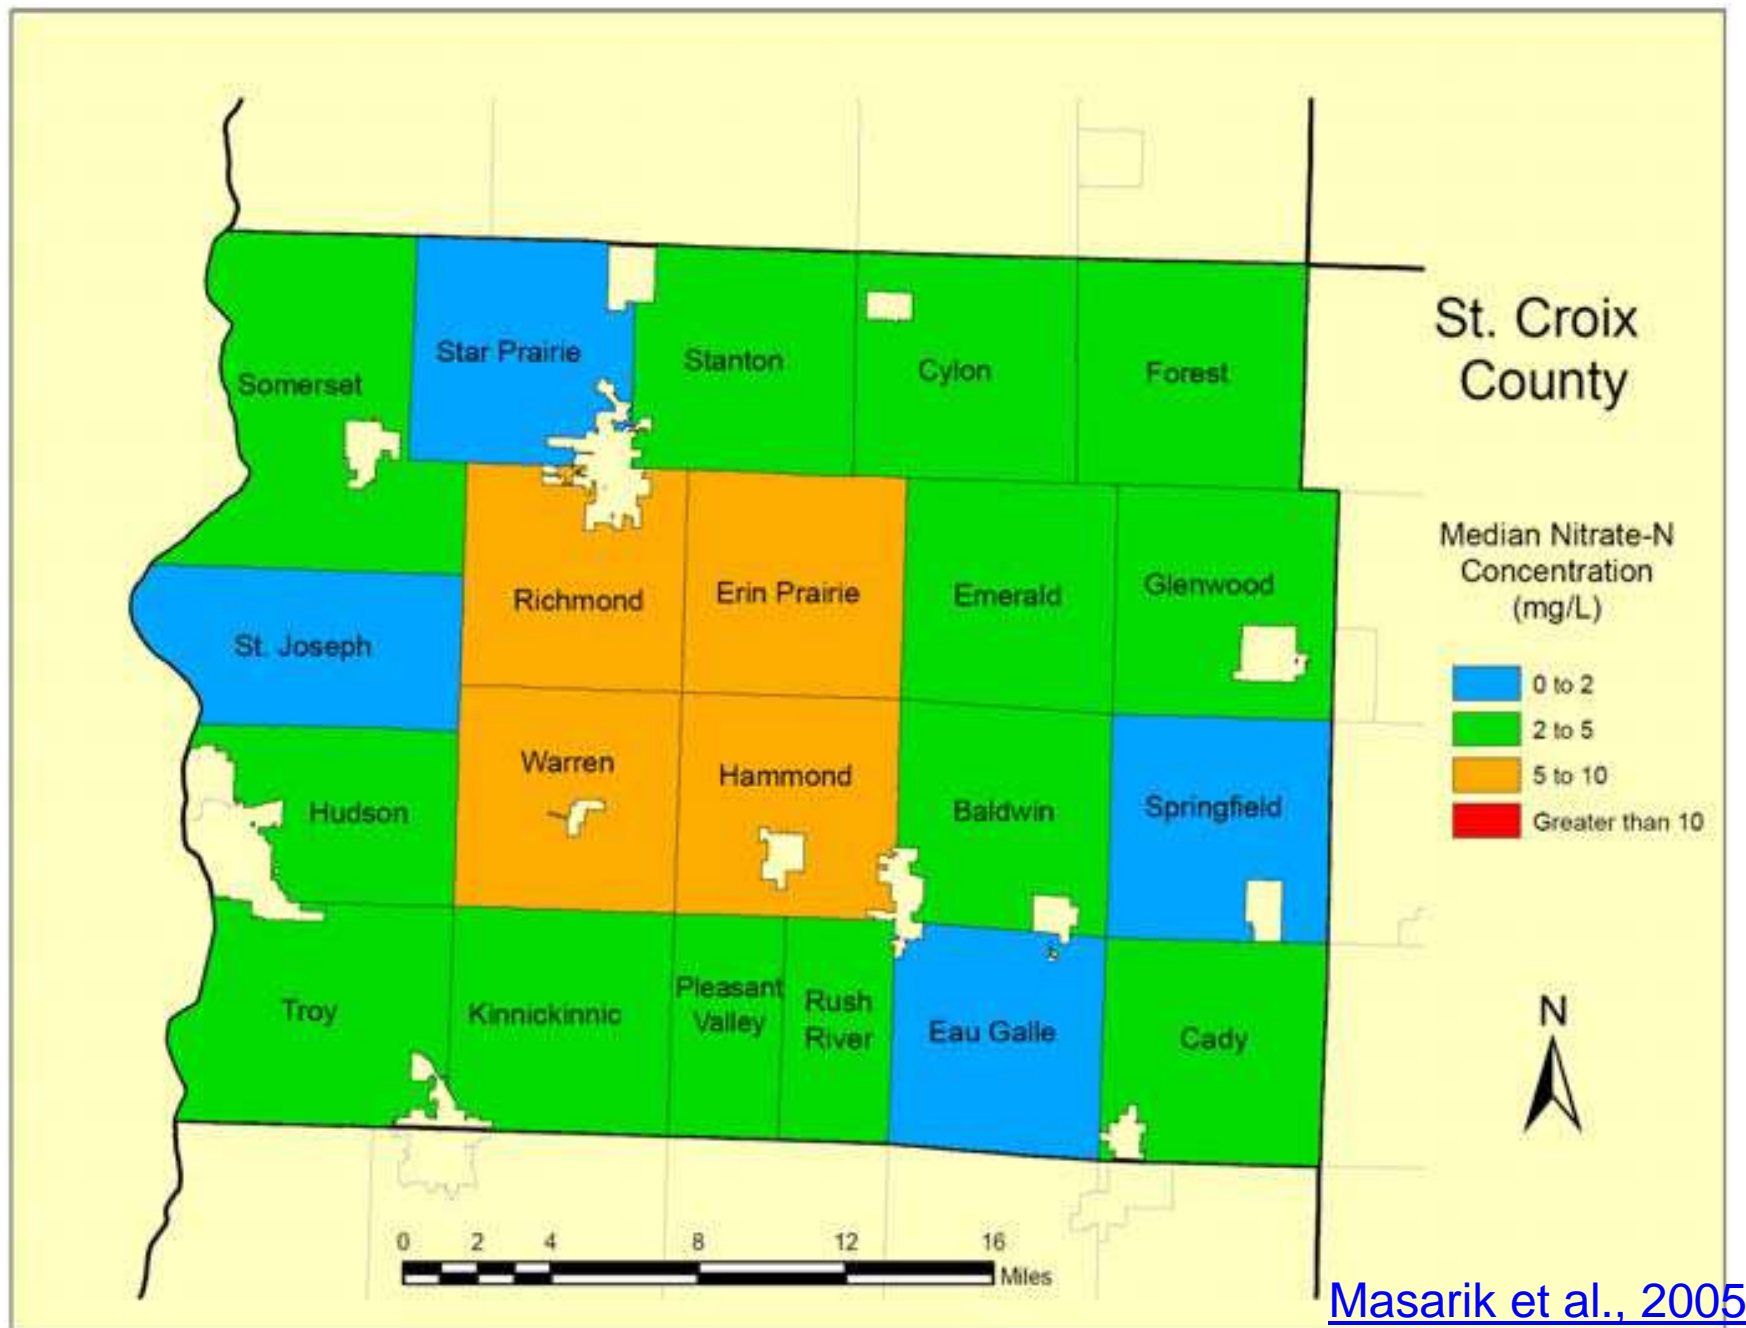 St. Croix
County
Star Prairie
Stanton
Cylon
Forest
Somerset
Median Nitrate-N
Concentration
(mg/L)
Richmond
Erin Prairie
Emerald
Glenwood
St. Joseph
0 to 2
2 to 5
5 to 10
Greater than 10
Warren
Hammond
Hudson
Baldwin
Springfield
Troy
Kinnickinnic
Pleasant
Valley
Rush
River
Eau Galle
Cady
N
0 2 4 8 12 16
Miles
Masarik et al., 2005